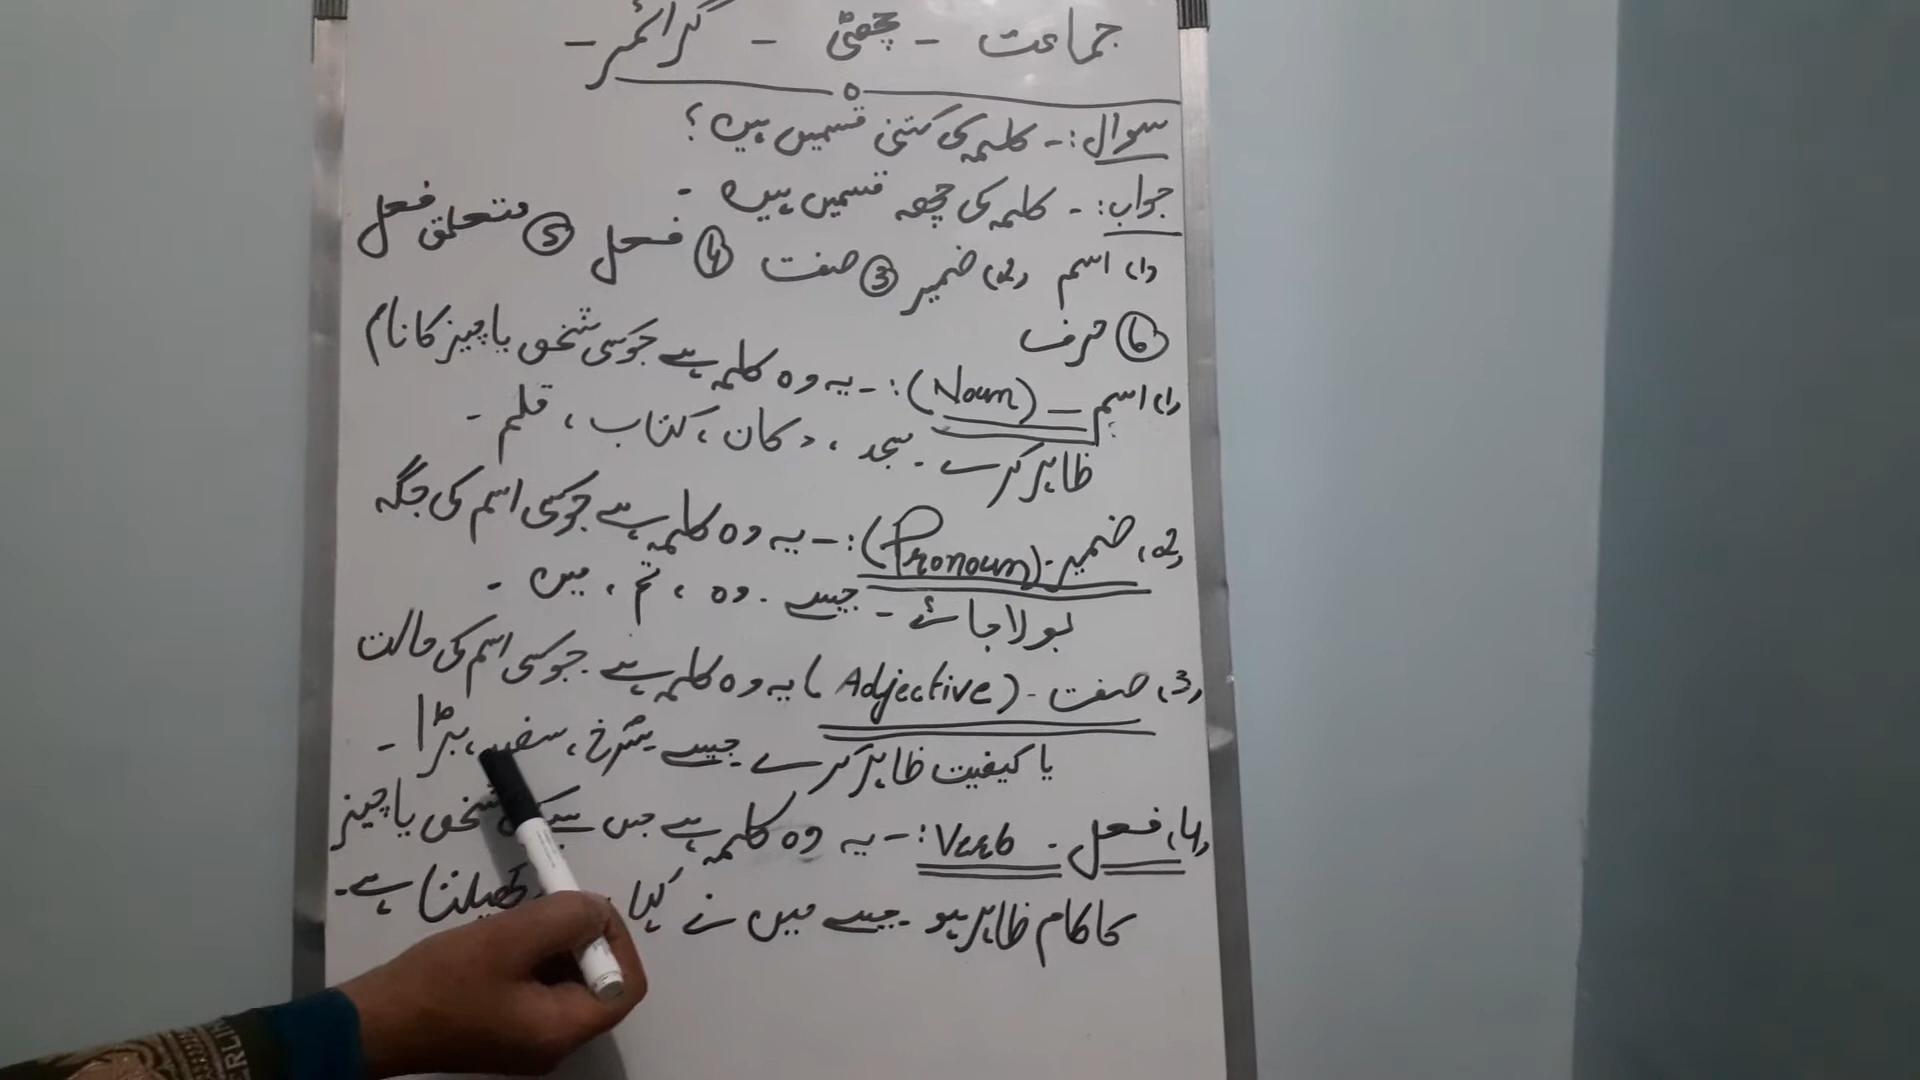 جماعت - چھٹی - گرائمر -
سوال :- کلمہ کی کتنی قسمیں ہیں ؟
جواب :- کلمہ کی چھ قسمیں ہیں -
(1) اسم (2) ضمیر (3) صفت (4) فعل (5) متعلق فعل
(6) حرف
(1) اسم - (Noun) :- یہ وہ کلمہ ہے جو کسی شخص یا چیز کا نام
ظاہر کرے - مسجد ، دکان ، کتاب ، قلم -
(2) ضمیر - (Pronoun) :- یہ وہ کلمہ ہے جو کسی اسم کی جگہ
بولا جائے - جیسے - وہ ، تم ، میں -
(3) صفت - (Adjective) یہ وہ کلمہ ہے - جو کسی اسم کی حالت
یا کیفیت ظاہر کرے - جیسے سُرخ ، سفید ، بڑا -
(4) فعل - Verb :- یہ وہ کلمہ ہے جس سے کسی شخص یا چیز
کا کام ظاہر ہو - جیسے میں نے کھیلتا ہے -
ERLIN